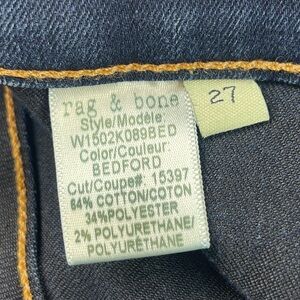 rag & bone
27
Style/Modèle:
W1502K089BED
Color/Couleur:
BEDFORD
Cut/Coupe#: 15397
64% COTTON/COTON
34%POLYESTER
2% POLYURETHANE/
POLYURÉTHANE